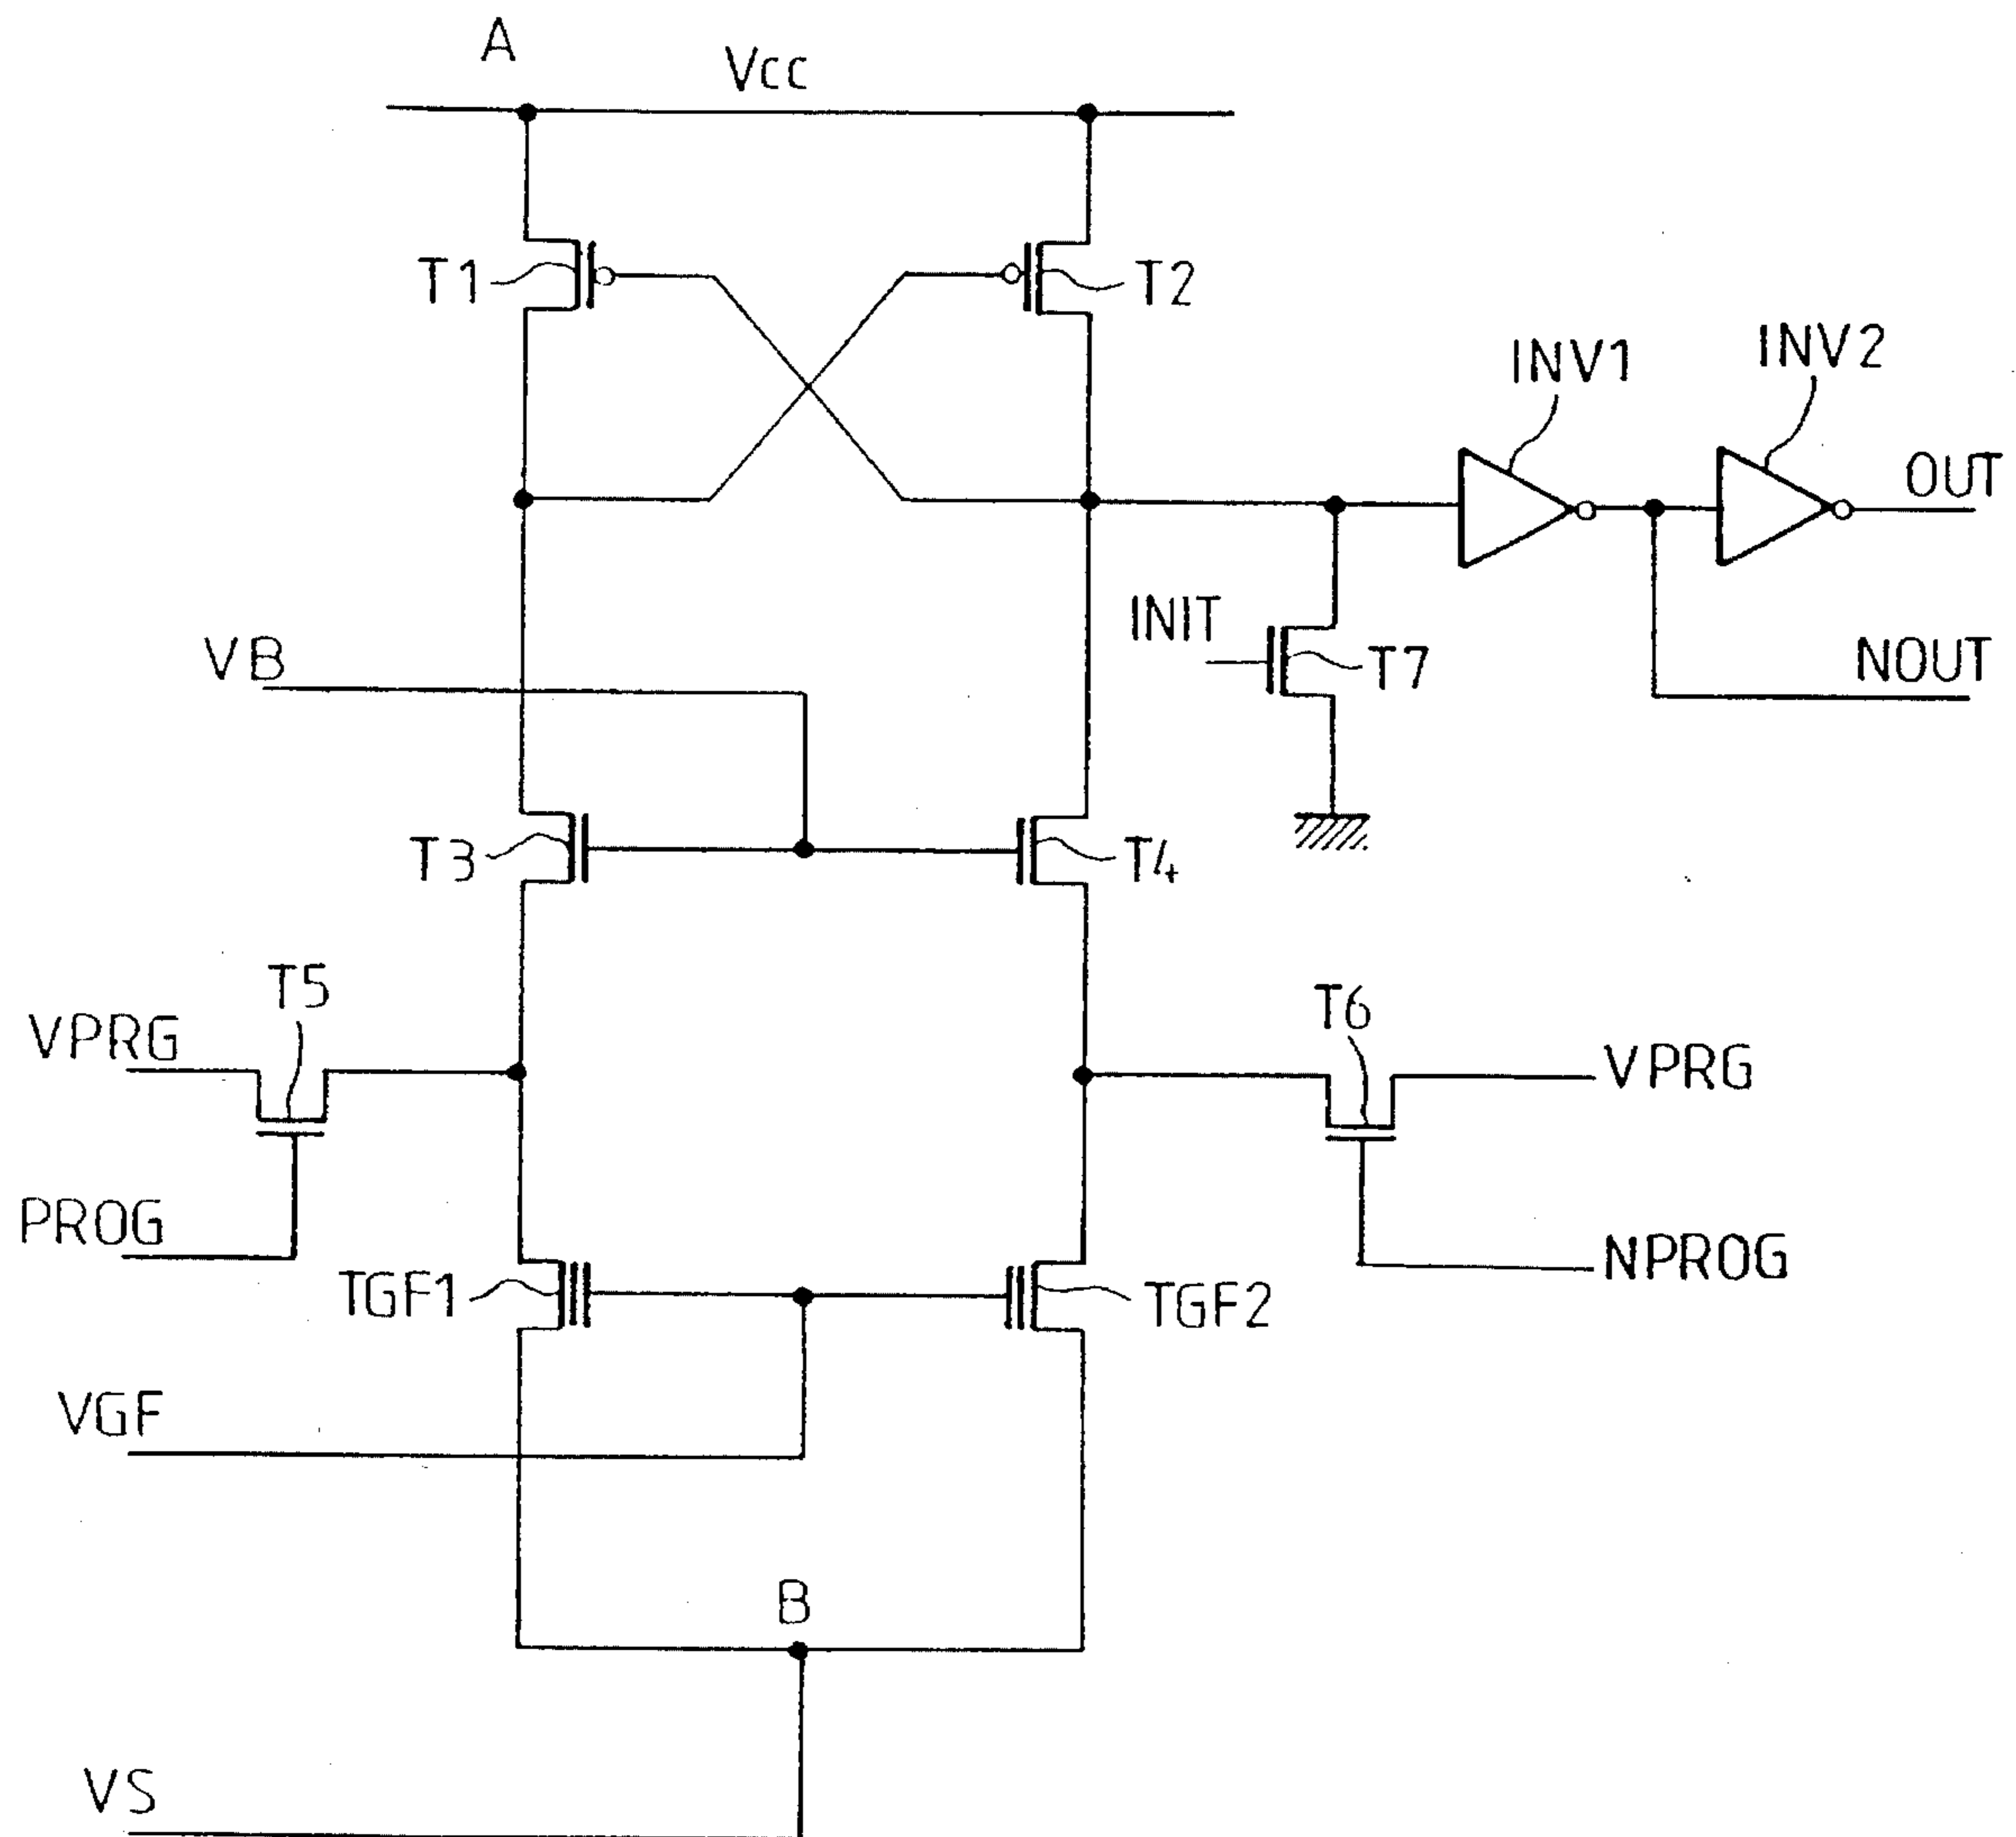 A
Vcc
T1
T2
INV1
INV2
OUT
INIT
T7
NOUT
VB
T3
T4
T5
VPRG
T6
VPRG
PROG
NPROG
TGF1
TGF2
VGF
B
VS